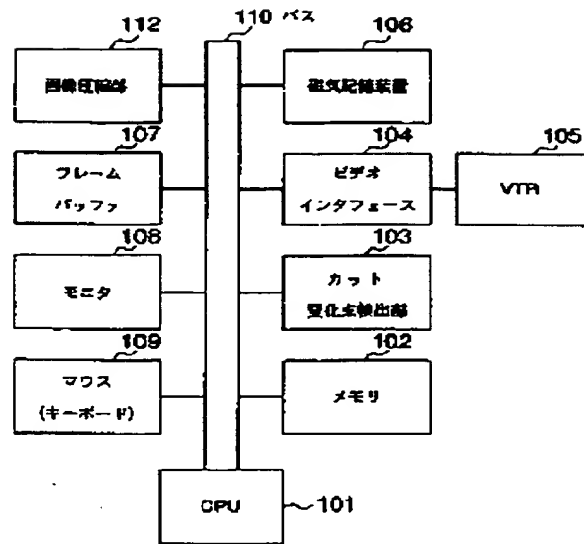 110 バス
112
画像圧縮部
106
磁気記憶装置
107
フレーム
バッファ
104
ビデオ
インタフェース
105
VTR
108
モニタ
103
カット
変化点検出部
109
マウス
(キーボード)
102
メモリ
CPU
101